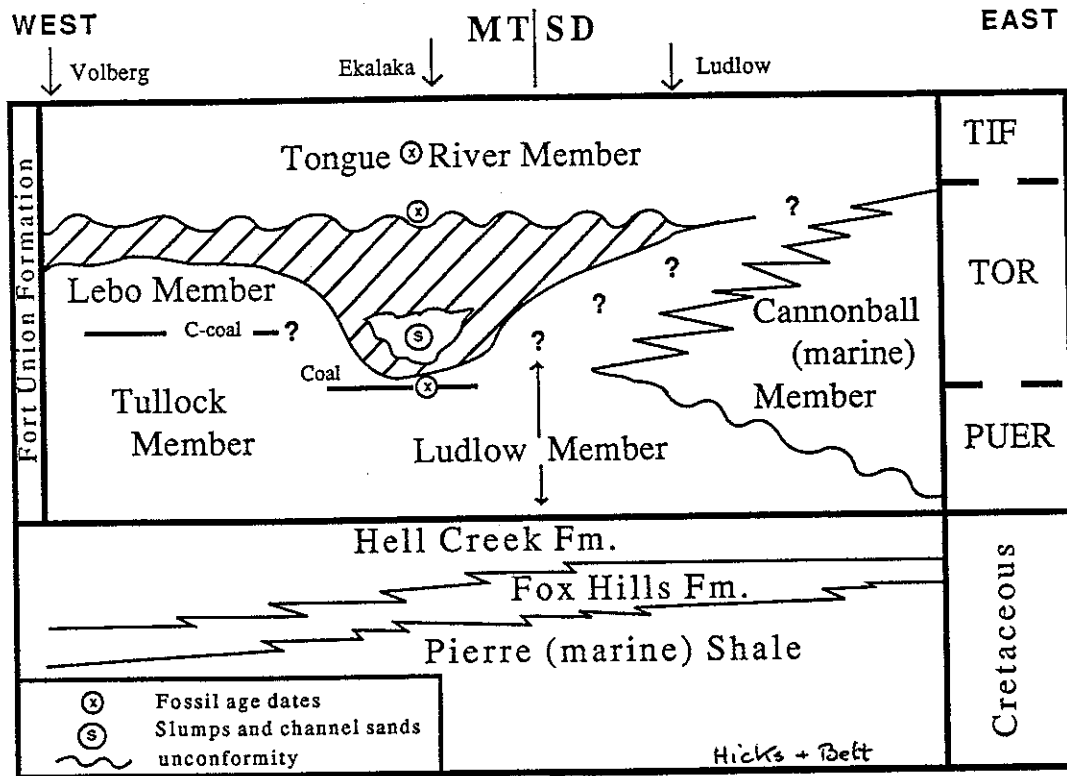 WEST
MT SD
EAST
Volberg
Ekalaka
Ludlow
Fort Union Formation
Tongue x River Member
TIF
x
?
Lebo Member
?
TOR
C-coal ?
?
Cannonball
(marine)
Member
S
?
Coal
x
Tullock
Member
Ludlow Member
PUER
Hell Creek Fm.
Fox Hills Fm.
Pierre (marine) Shale
Cretaceous
x Fossil age dates
S Slumps and channel sands
unconformity
Hicks + Belt